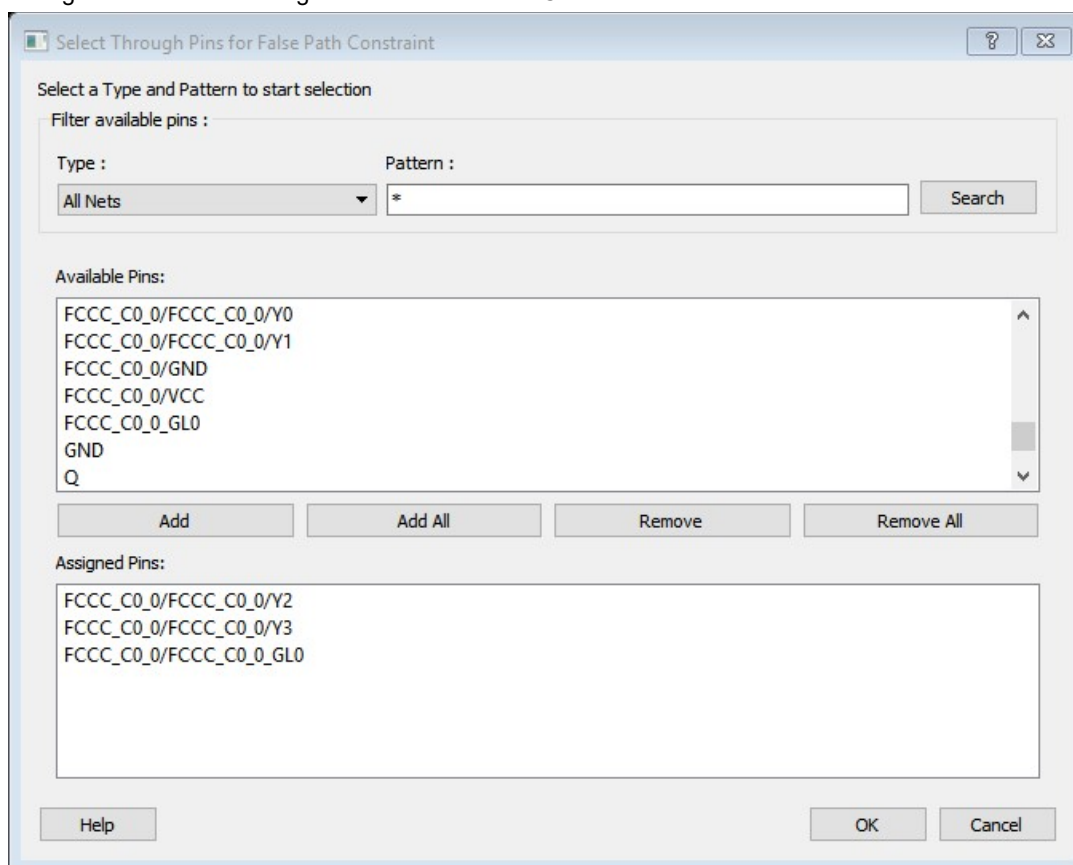 Select Through Pins for False Path Constraint
Select a Type and Pattern to start selection
Filter available pins :
Type : Pattern :
All Nets * Search
Available Pins:
FCCC_C0_0/FCCC_C0_0/Y0
FCCC_C0_0/FCCC_C0_0/Y1
FCCC_C0_0/GND
FCCC_C0_0/VCC
FCCC_C0_0_GL0
GND
Q
Add Add All Remove Remove All
Assigned Pins:
FCCC_C0_0/FCCC_C0_0/Y2
FCCC_C0_0/FCCC_C0_0/Y3
FCCC_C0_0/FCCC_C0_0_GL0
Help OK Cancel